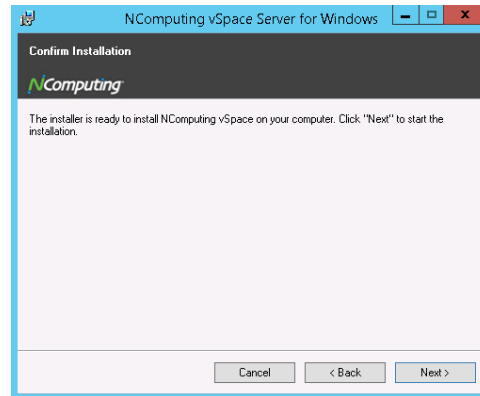 NComputing vSpace Server for Windows
Confirm Installation
NComputing
The installer is ready to install NComputing vSpace on your computer. Click "Next" to start the
installation.
Cancel
< Back
Next >